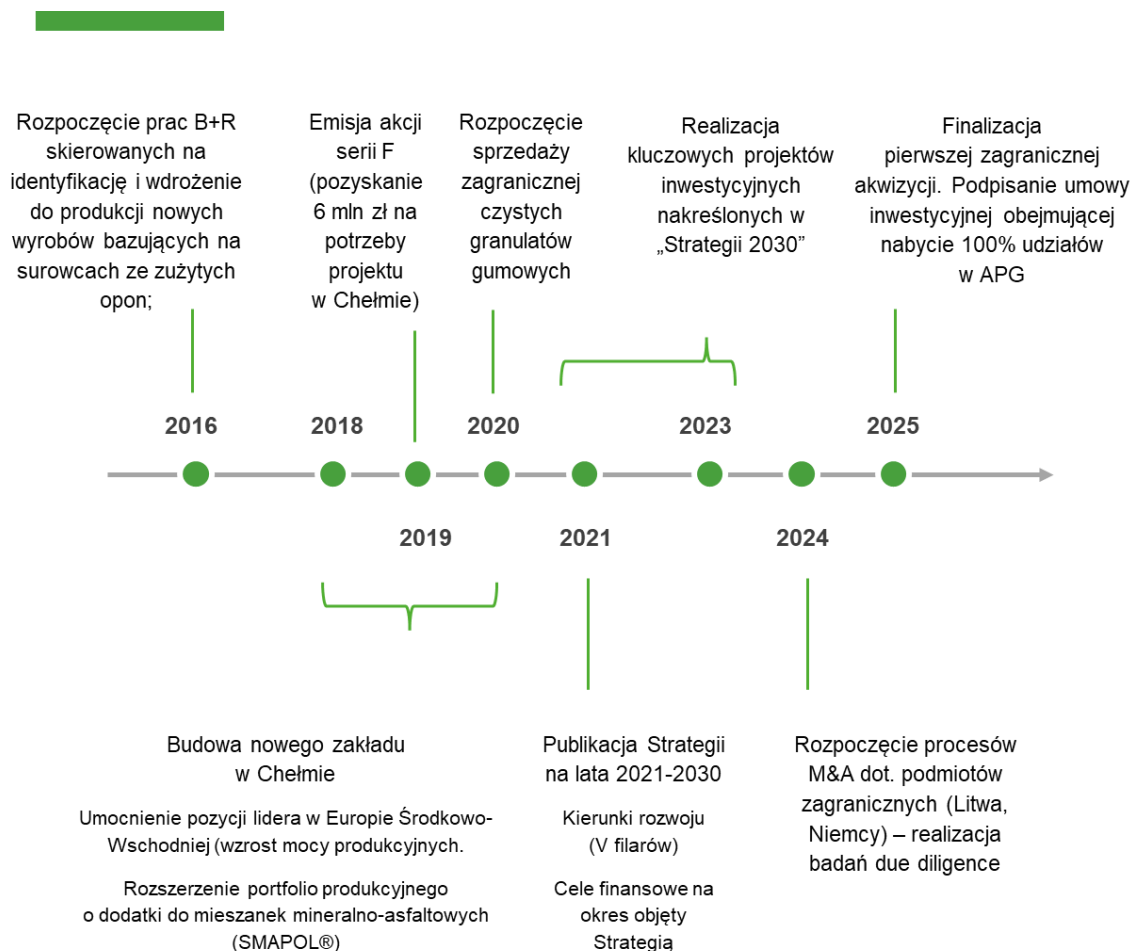 Rozpoczęcie prac B+R
skierowanych na
identyfikację i wdrożenie
do produkcji nowych
wyrobów bazujących na
surowcach ze zużytych
opon;
Emisja akcji
serii F
(pozyskanie
6 mln zł na
potrzeby
projektu
w Chełmie)
Rozpoczęcie
sprzedaży
zagranicznej
czystych
granulatów
gumowych
Realizacja
kluczowych projektów
inwestycyjnych
nakreślonych w
„Strategii 2030”
Finalizacja
pierwszej zagranicznej
akwizycji. Podpisanie umowy
inwestycyjnej obejmującej
nabycie 100% udziałów
w APG
2016
2018
2020
2023
2025
2019
2021
2024
Budowa nowego zakładu
w Chełmie
Umocnienie pozycji lidera w Europie Środkowo-
Wschodniej (wzrost mocy produkcyjnych.
Rozszerzenie portfolio produkcyjnego
o dodatki do mieszanek mineralno-asfaltowych
(SMAPOL®)
Publikacja Strategii
na lata 2021-2030
Kierunki rozwoju
(V filarów)
Cele finansowe na
okres objęty
Strategią
Rozpoczęcie procesów
M&A dot. podmiotów
zagranicznych (Litwa,
Niemcy) – realizacja
badań due diligence